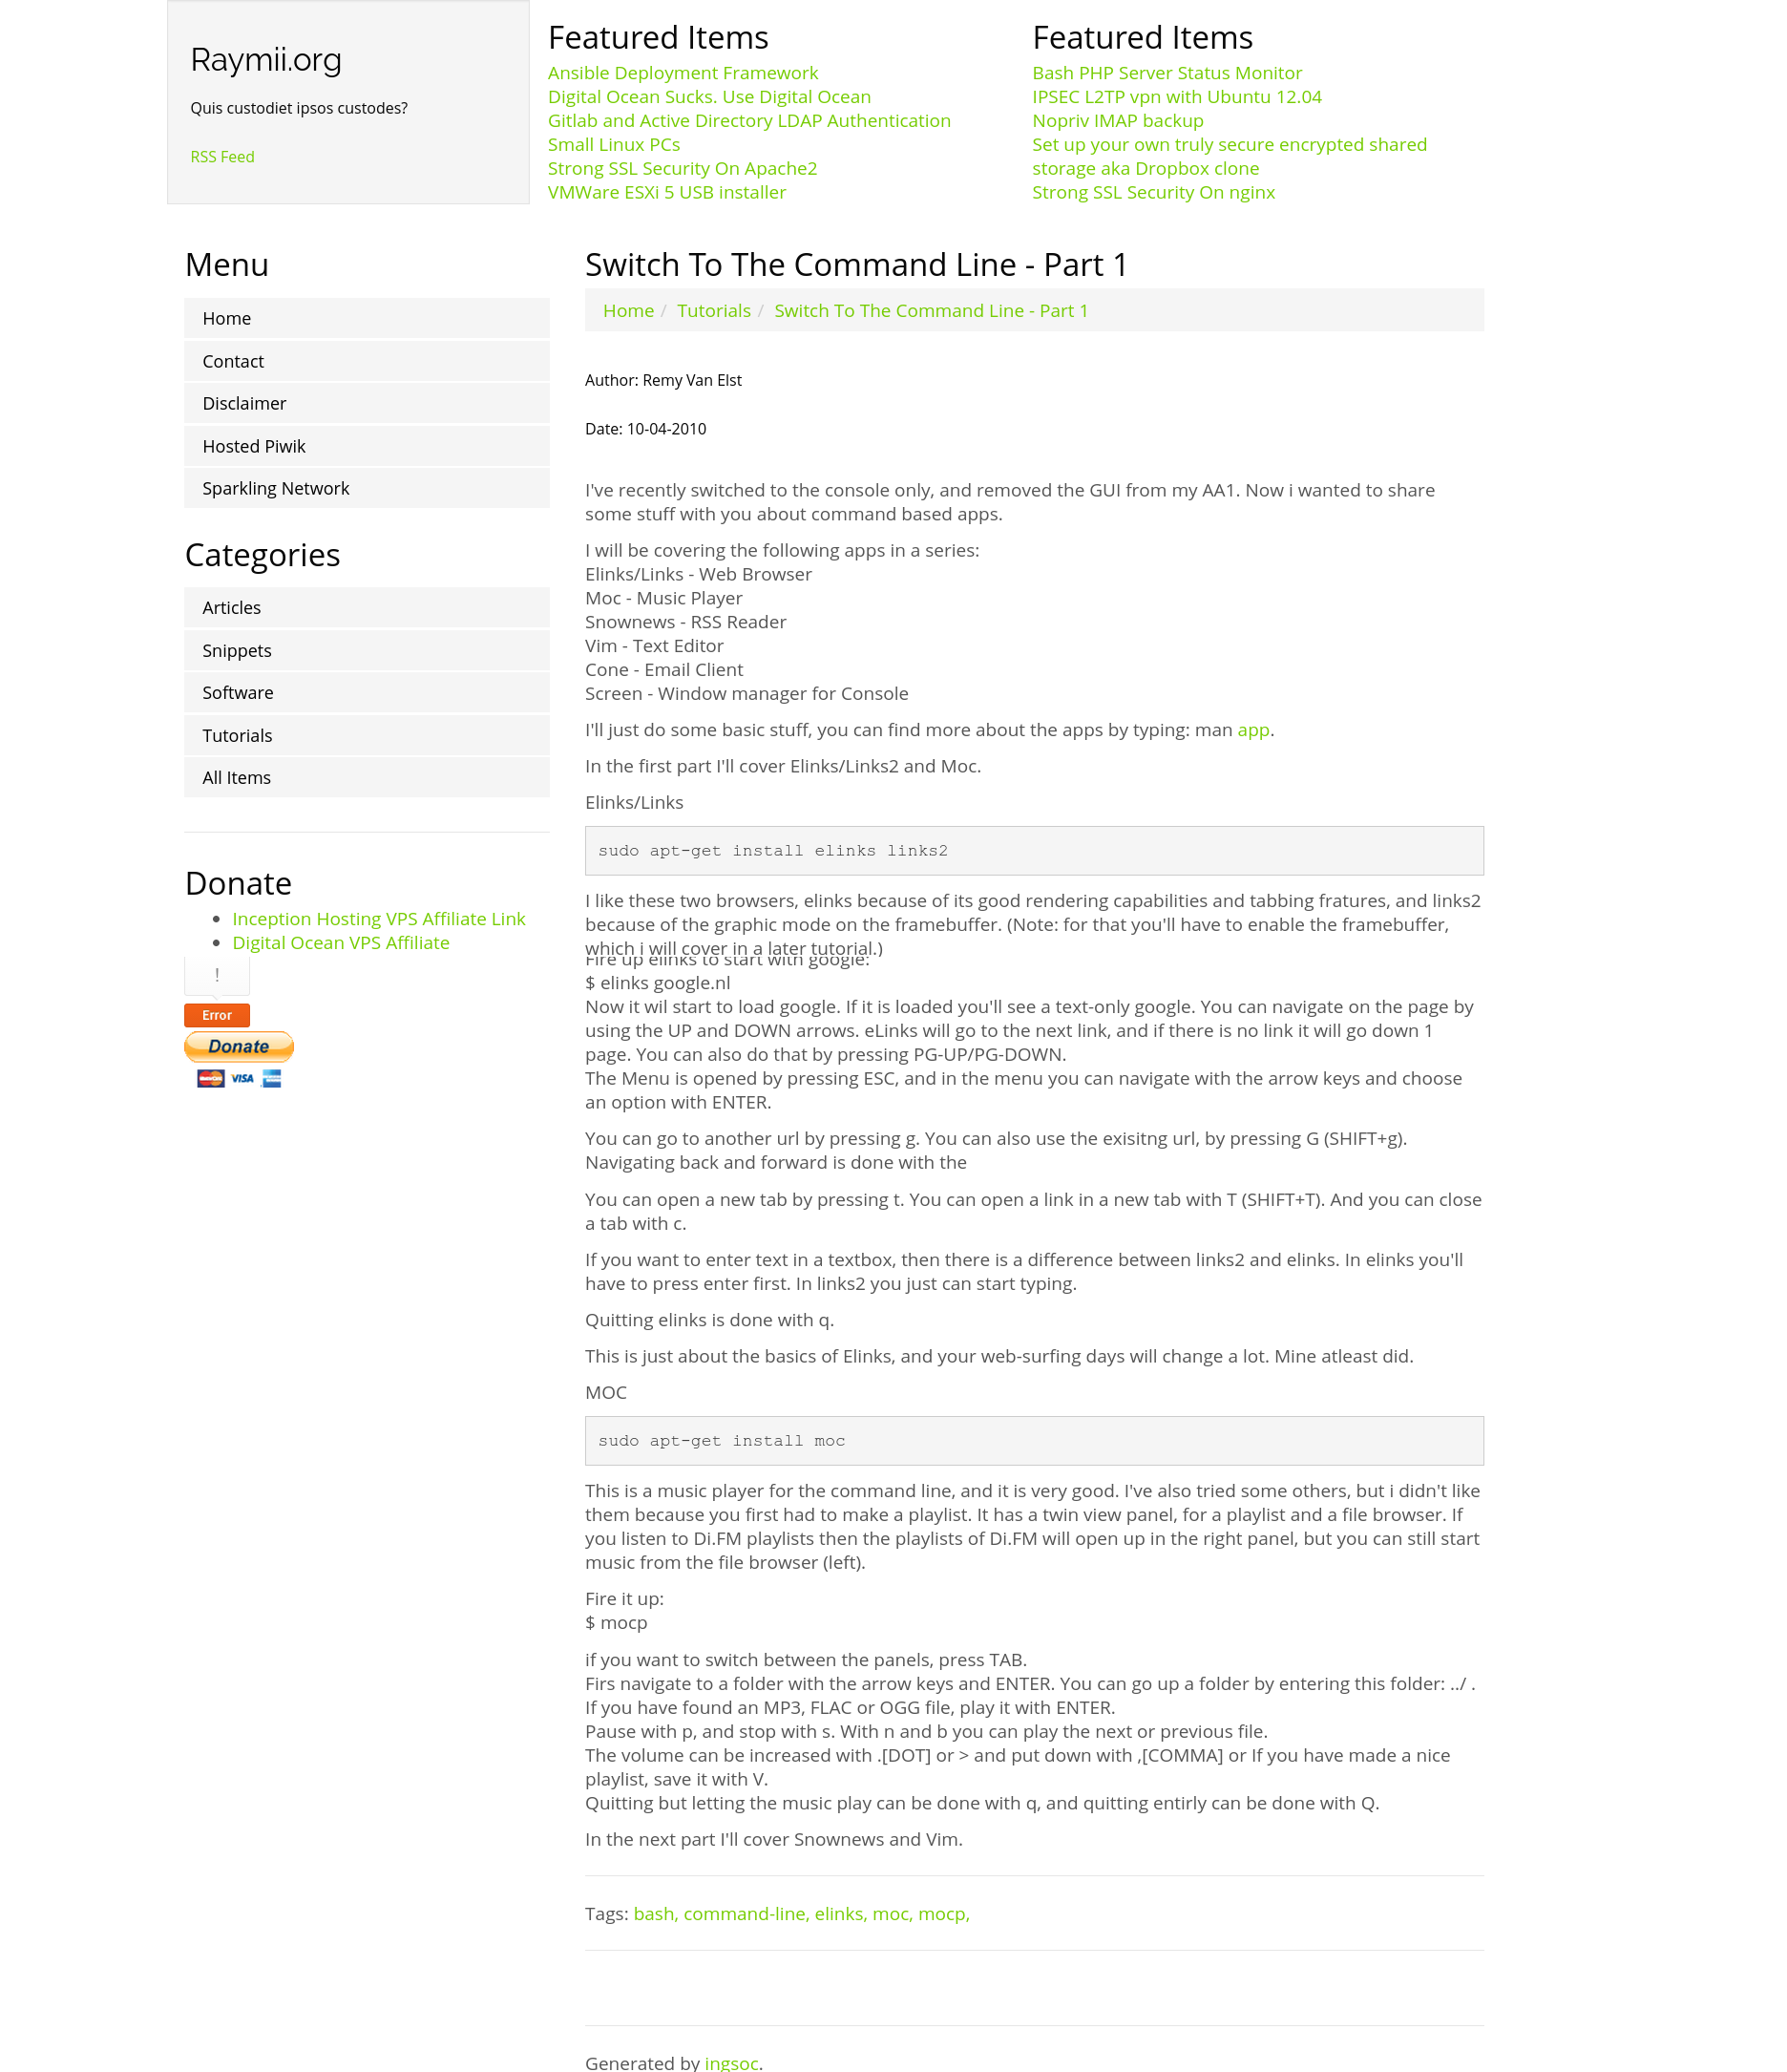 Raymii.org
Quis custodiet ipsos custodes?
RSS Feed
Featured Items
Ansible Deployment Framework
Digital Ocean Sucks. Use Digital Ocean
Gitlab and Active Directory LDAP Authentication
Small Linux PCs
Strong SSL Security On Apache2
VMWare ESXi 5 USB installer
Featured Items
Bash PHP Server Status Monitor
IPSEC L2TP vpn with Ubuntu 12.04
Nopriv IMAP backup
Set up your own truly secure encrypted shared
storage aka Dropbox clone
Strong SSL Security On nginx
Menu
Home
Contact
Disclaimer
Hosted Piwik
Sparkling Network
Categories
Articles
Snippets
Software
Tutorials
All Items
Donate
Inception Hosting VPS Affiliate Link
Digital Ocean VPS Affiliate
!
Error
Donate
MasterCard VISA
Switch To The Command Line - Part 1
Home / Tutorials / Switch To The Command Line - Part 1
Author: Remy Van Elst
Date: 10-04-2010
I've recently switched to the console only, and removed the GUI from my AA1. Now i wanted to share
some stuff with you about command based apps.
I will be covering the following apps in a series:
Elinks/Links - Web Browser
Moc - Music Player
Snownews - RSS Reader
Vim - Text Editor
Cone - Email Client
Screen - Window manager for Console
I'll just do some basic stuff, you can find more about the apps by typing: man app.
In the first part I'll cover Elinks/Links2 and Moc.
Elinks/Links
sudo apt-get install elinks links2
I like these two browsers, elinks because of its good rendering capabilities and tabbing fratures, and links2
because of the graphic mode on the framebuffer. (Note: for that you'll have to enable the framebuffer,
which i will cover in a later tutorial.)
Fire up elinks to start with google:
$ elinks google.nl
Now it wil start to load google. If it is loaded you'll see a text-only google. You can navigate on the page by
using the UP and DOWN arrows. eLinks will go to the next link, and if there is no link it will go down 1
page. You can also do that by pressing PG-UP/PG-DOWN.
The Menu is opened by pressing ESC, and in the menu you can navigate with the arrow keys and choose
an option with ENTER.
You can go to another url by pressing g. You can also use the exisitng url, by pressing G (SHIFT+g).
Navigating back and forward is done with the
You can open a new tab by pressing t. You can open a link in a new tab with T (SHIFT+T). And you can close
a tab with c.
If you want to enter text in a textbox, then there is a difference between links2 and elinks. In elinks you'll
have to press enter first. In links2 you just can start typing.
Quitting elinks is done with q.
This is just about the basics of Elinks, and your web-surfing days will change a lot. Mine atleast did.
MOC
sudo apt-get install moc
This is a music player for the command line, and it is very good. I've also tried some others, but i didn't like
them because you first had to make a playlist. It has a twin view panel, for a playlist and a file browser. If
you listen to Di.FM playlists then the playlists of Di.FM will open up in the right panel, but you can still start
music from the file browser (left).
Fire it up:
$ mocp
if you want to switch between the panels, press TAB.
Firs navigate to a folder with the arrow keys and ENTER. You can go up a folder by entering this folder: ../ .
If you have found an MP3, FLAC or OGG file, play it with ENTER.
Pause with p, and stop with s. With n and b you can play the next or previous file.
The volume can be increased with .[DOT] or > and put down with ,[COMMA] or If you have made a nice
playlist, save it with V.
Quitting but letting the music play can be done with q, and quitting entirly can be done with Q.
In the next part I'll cover Snownews and Vim.
Tags: bash, command-line, elinks, moc, mocp,
Generated by ingsoc.